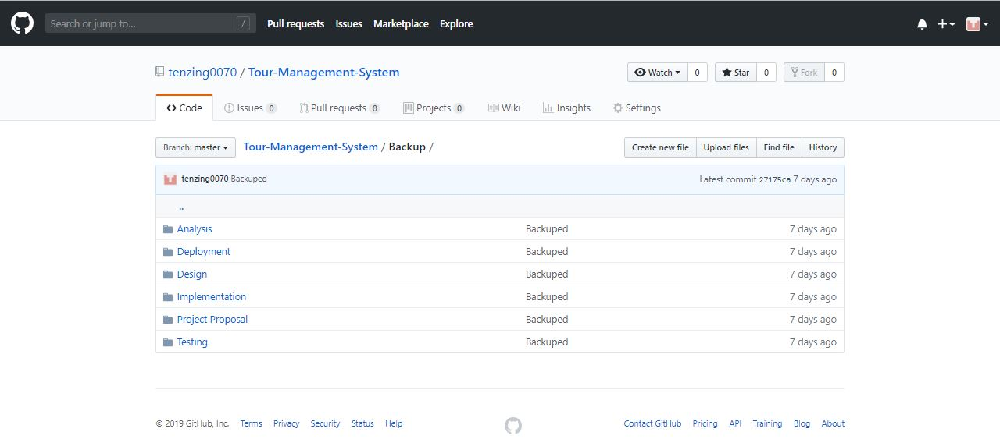 Search or jump to... / Pull requests Issues Marketplace Explore
tenzing0070 / Tour-Management-System Watch 0 Star 0 Fork 0
Code Issues 0 Pull requests 0 Projects 0 Wiki Insights Settings
Branch: master Tour-Management-System / Backup / Create new file Upload files Find file History
tenzing0070 Backuped Latest commit 27175ca 7 days ago
..
Analysis Backuped 7 days ago
Deployment Backuped 7 days ago
Design Backuped 7 days ago
Implementation Backuped 7 days ago
Project Proposal Backuped 7 days ago
Testing Backuped 7 days ago
© 2019 GitHub, Inc. Terms Privacy Security Status Help Contact GitHub Pricing API Training Blog About